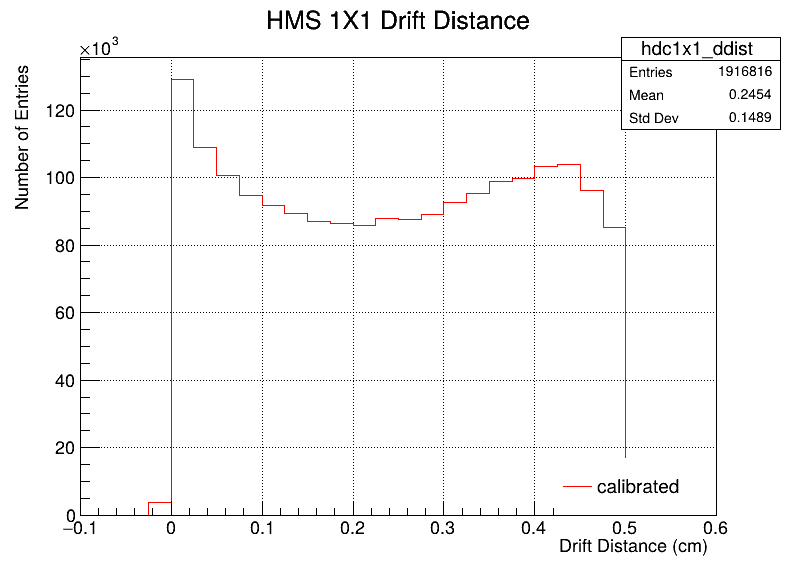 HMS 1X1 Drift Distance
×10³
hdc1x1_ddist
Entries 1916816
Mean 0.2454
Std Dev 0.1489
Number of Entries
120
100
80
60
40
20
0
calibrated
−0.1 0 0.1 0.2 0.3 0.4 0.5 0.6
Drift Distance (cm)